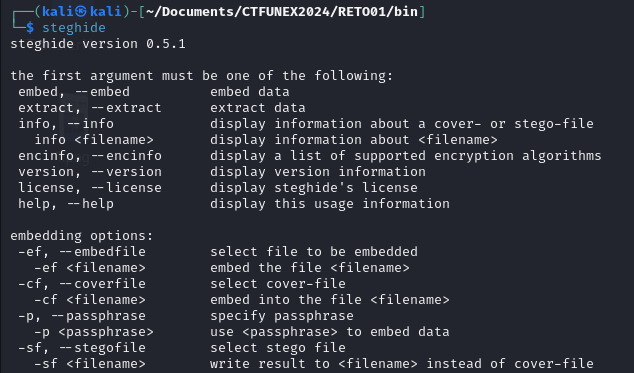 ┌──(kali㉿kali)-[~/Documents/CTFUNEX2024/RETO01/bin]
└─$ steghide
steghide version 0.5.1
the first argument must be one of the following:
embed, --embed embed data
extract, --extract extract data
info, --info display information about a cover- or stego-file
info <filename> display information about <filename>
encinfo, --encinfo display a list of supported encryption algorithms
version, --version display version information
license, --license display steghide's license
help, --help display this usage information
embedding options:
-ef, --embedfile select file to be embedded
-ef <filename> embed the file <filename>
-cf, --coverfile select cover-file
-cf <filename> embed into the file <filename>
-p, --passphrase specify passphrase
-p <passphrase> use <passphrase> to embed data
-sf, --stegofile select stego file
-sf <filename> write result to <filename> instead of cover-file